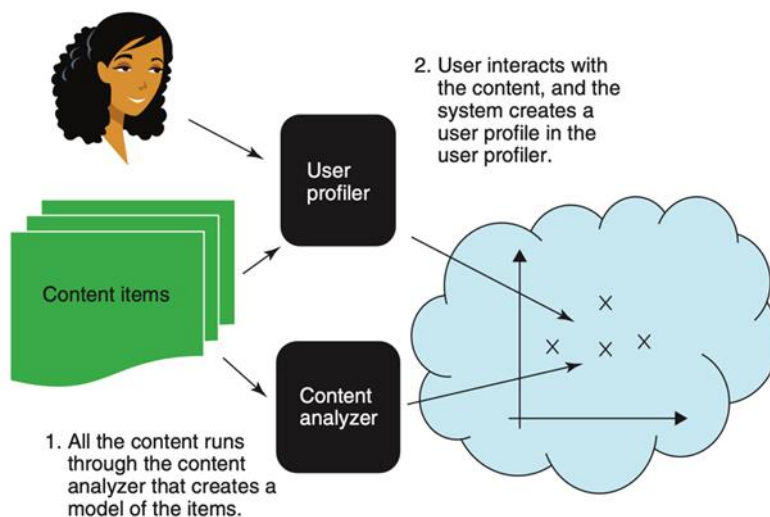 2. User interacts with
the content, and the
system creates a
user profile in the
user profiler.
User
profiler
Content items
Content
analyzer
1. All the content runs
through the content
analyzer that creates a
model of the items.